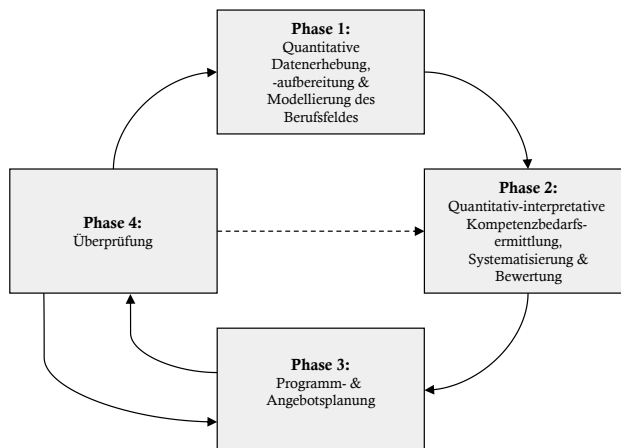 Phase 1:
Quantitative
Datenerhebung,
-aufbereitung &
Modellierung des
Berufsfeldes
Phase 2:
Quantitativ-interpretative
Kompetenzbedarfs-
ermittlung,
Systematisierung &
Bewertung
Phase 3:
Programm- &
Angebotsplanung
Phase 4:
Überprüfung